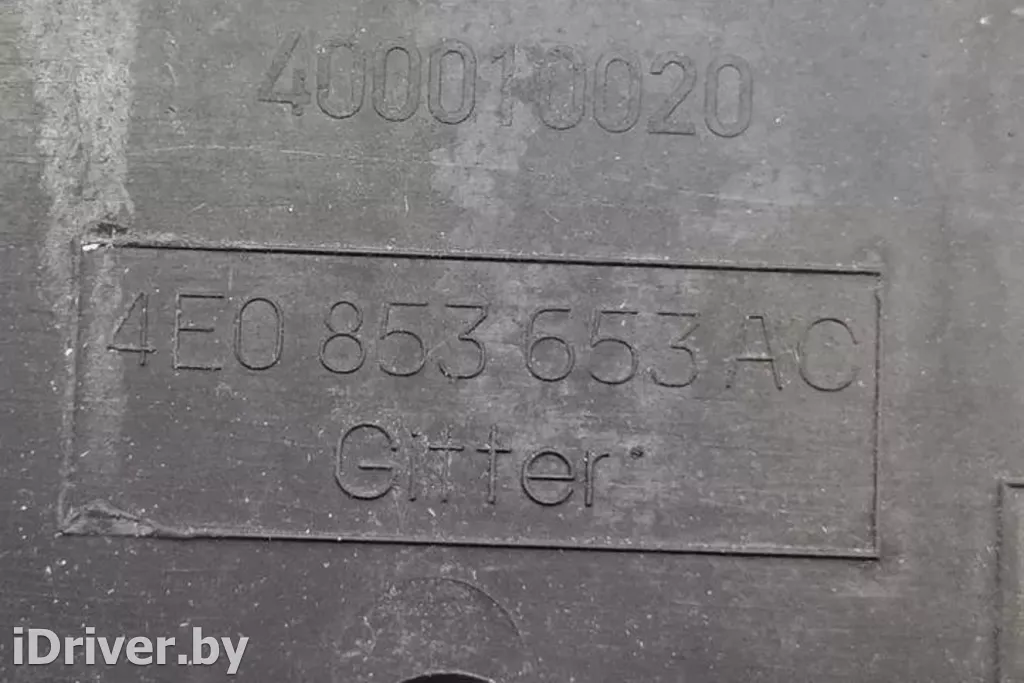 400010020
4E0 853 653 AC
Gitter
iDriver.by